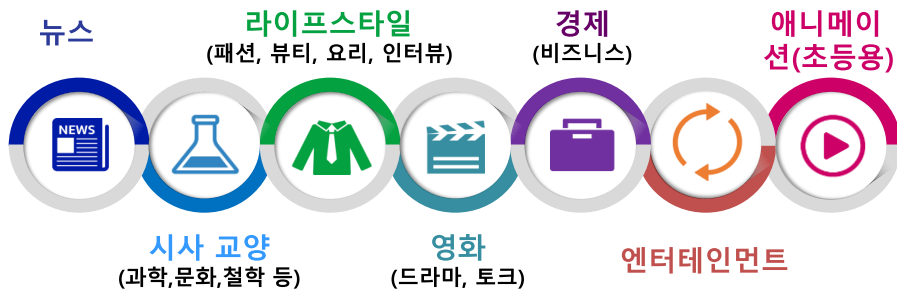 뉴스
라이프스타일
(패션, 뷰티, 요리, 인터뷰)
경제
(비즈니스)
애니메이
션(초등용)
NEWS
시사 교양
(과학,문화,철학 등)
영화
(드라마, 토크)
엔터테인먼트